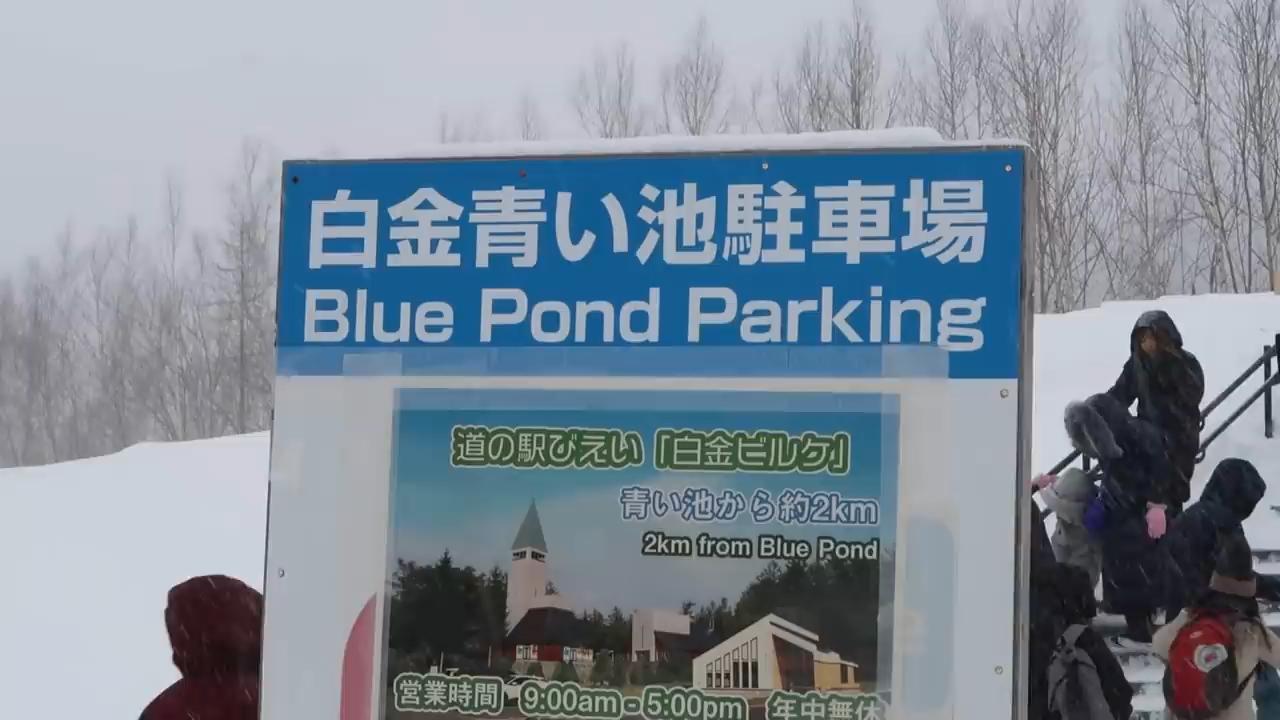 白金青い池駐車場
Blue Pond Parking
道の駅びえい「白金ビルケ」
青い池から約2km
2km from Blue Pond
営業時間 9:00am-5:00pm 年中無休